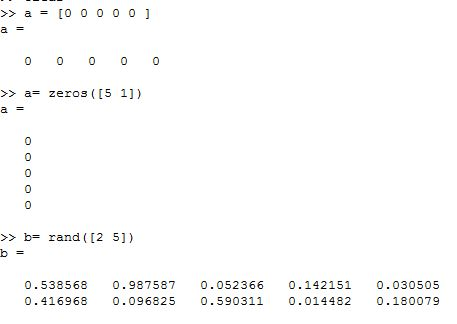 >> a = [0 0 0 0 0 ]
a =
0 0 0 0 0
>> a= zeros([5 1])
a =
0
0
0
0
0
>> b= rand([2 5])
b =
0.538568 0.987587 0.052366 0.142151 0.030505
0.416968 0.096825 0.590311 0.014482 0.180079